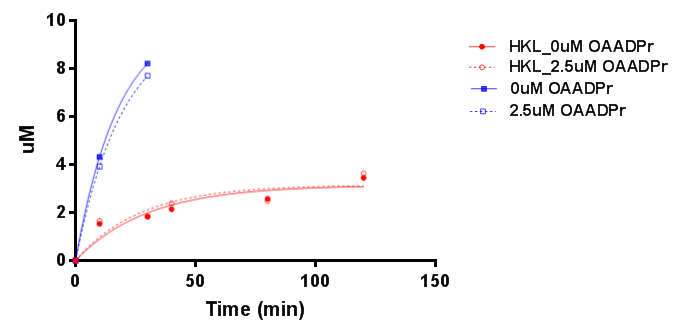 10
8
6
4
2
0
uM
0
50
100
150
Time (min)
HKL_0uM OAADPr
HKL_2.5uM OAADPr
0uM OAADPr
2.5uM OAADPr